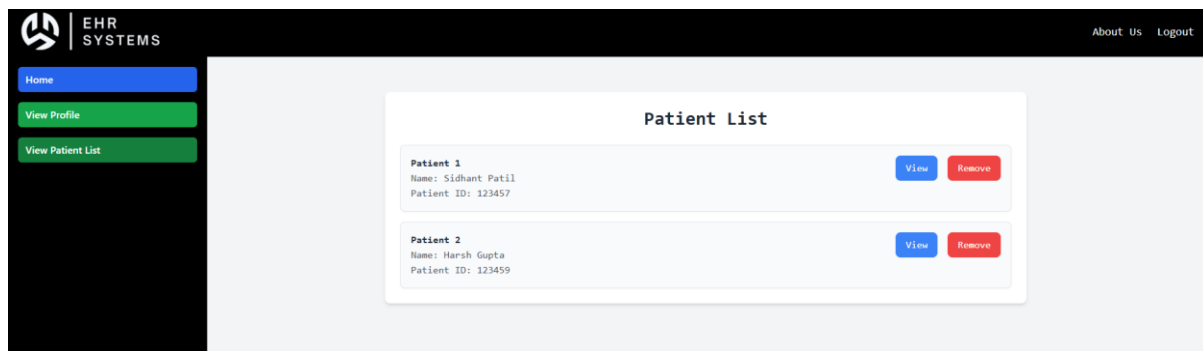 EHR
SYSTEMS
About Us Logout
Home
View Profile
View Patient List
Patient List
Patient 1
Name: Sidhant Patil
Patient ID: 123457
View Remove
Patient 2
Name: Harsh Gupta
Patient ID: 123459
View Remove